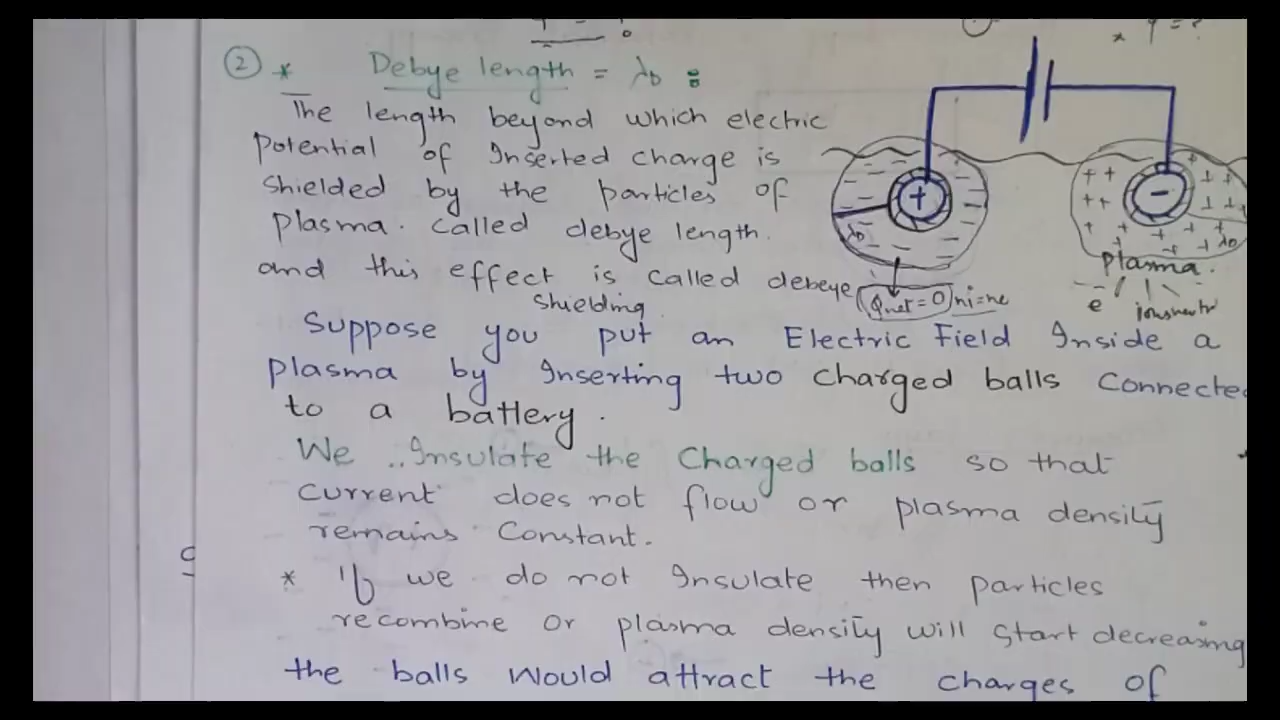 * q = ?
② * Debye length = λD :
The length beyond which electric
potential of Inserted charge is
shielded by the particles of
plasma. called debye length.
and this effect is called debeye
shielding
+
-
λD
λD
plasma.
Qnet = 0 ni = ne
e
Suppose you put an Electric Field Inside a
plasma by Inserting two charged balls connecte
to a battery.
We Insulate the Charged balls so that
current does not flow or plasma density
remains Constant.
* If we do not Insulate then particles
recombine or plasma density will start decreasing
the balls would attract the charges of